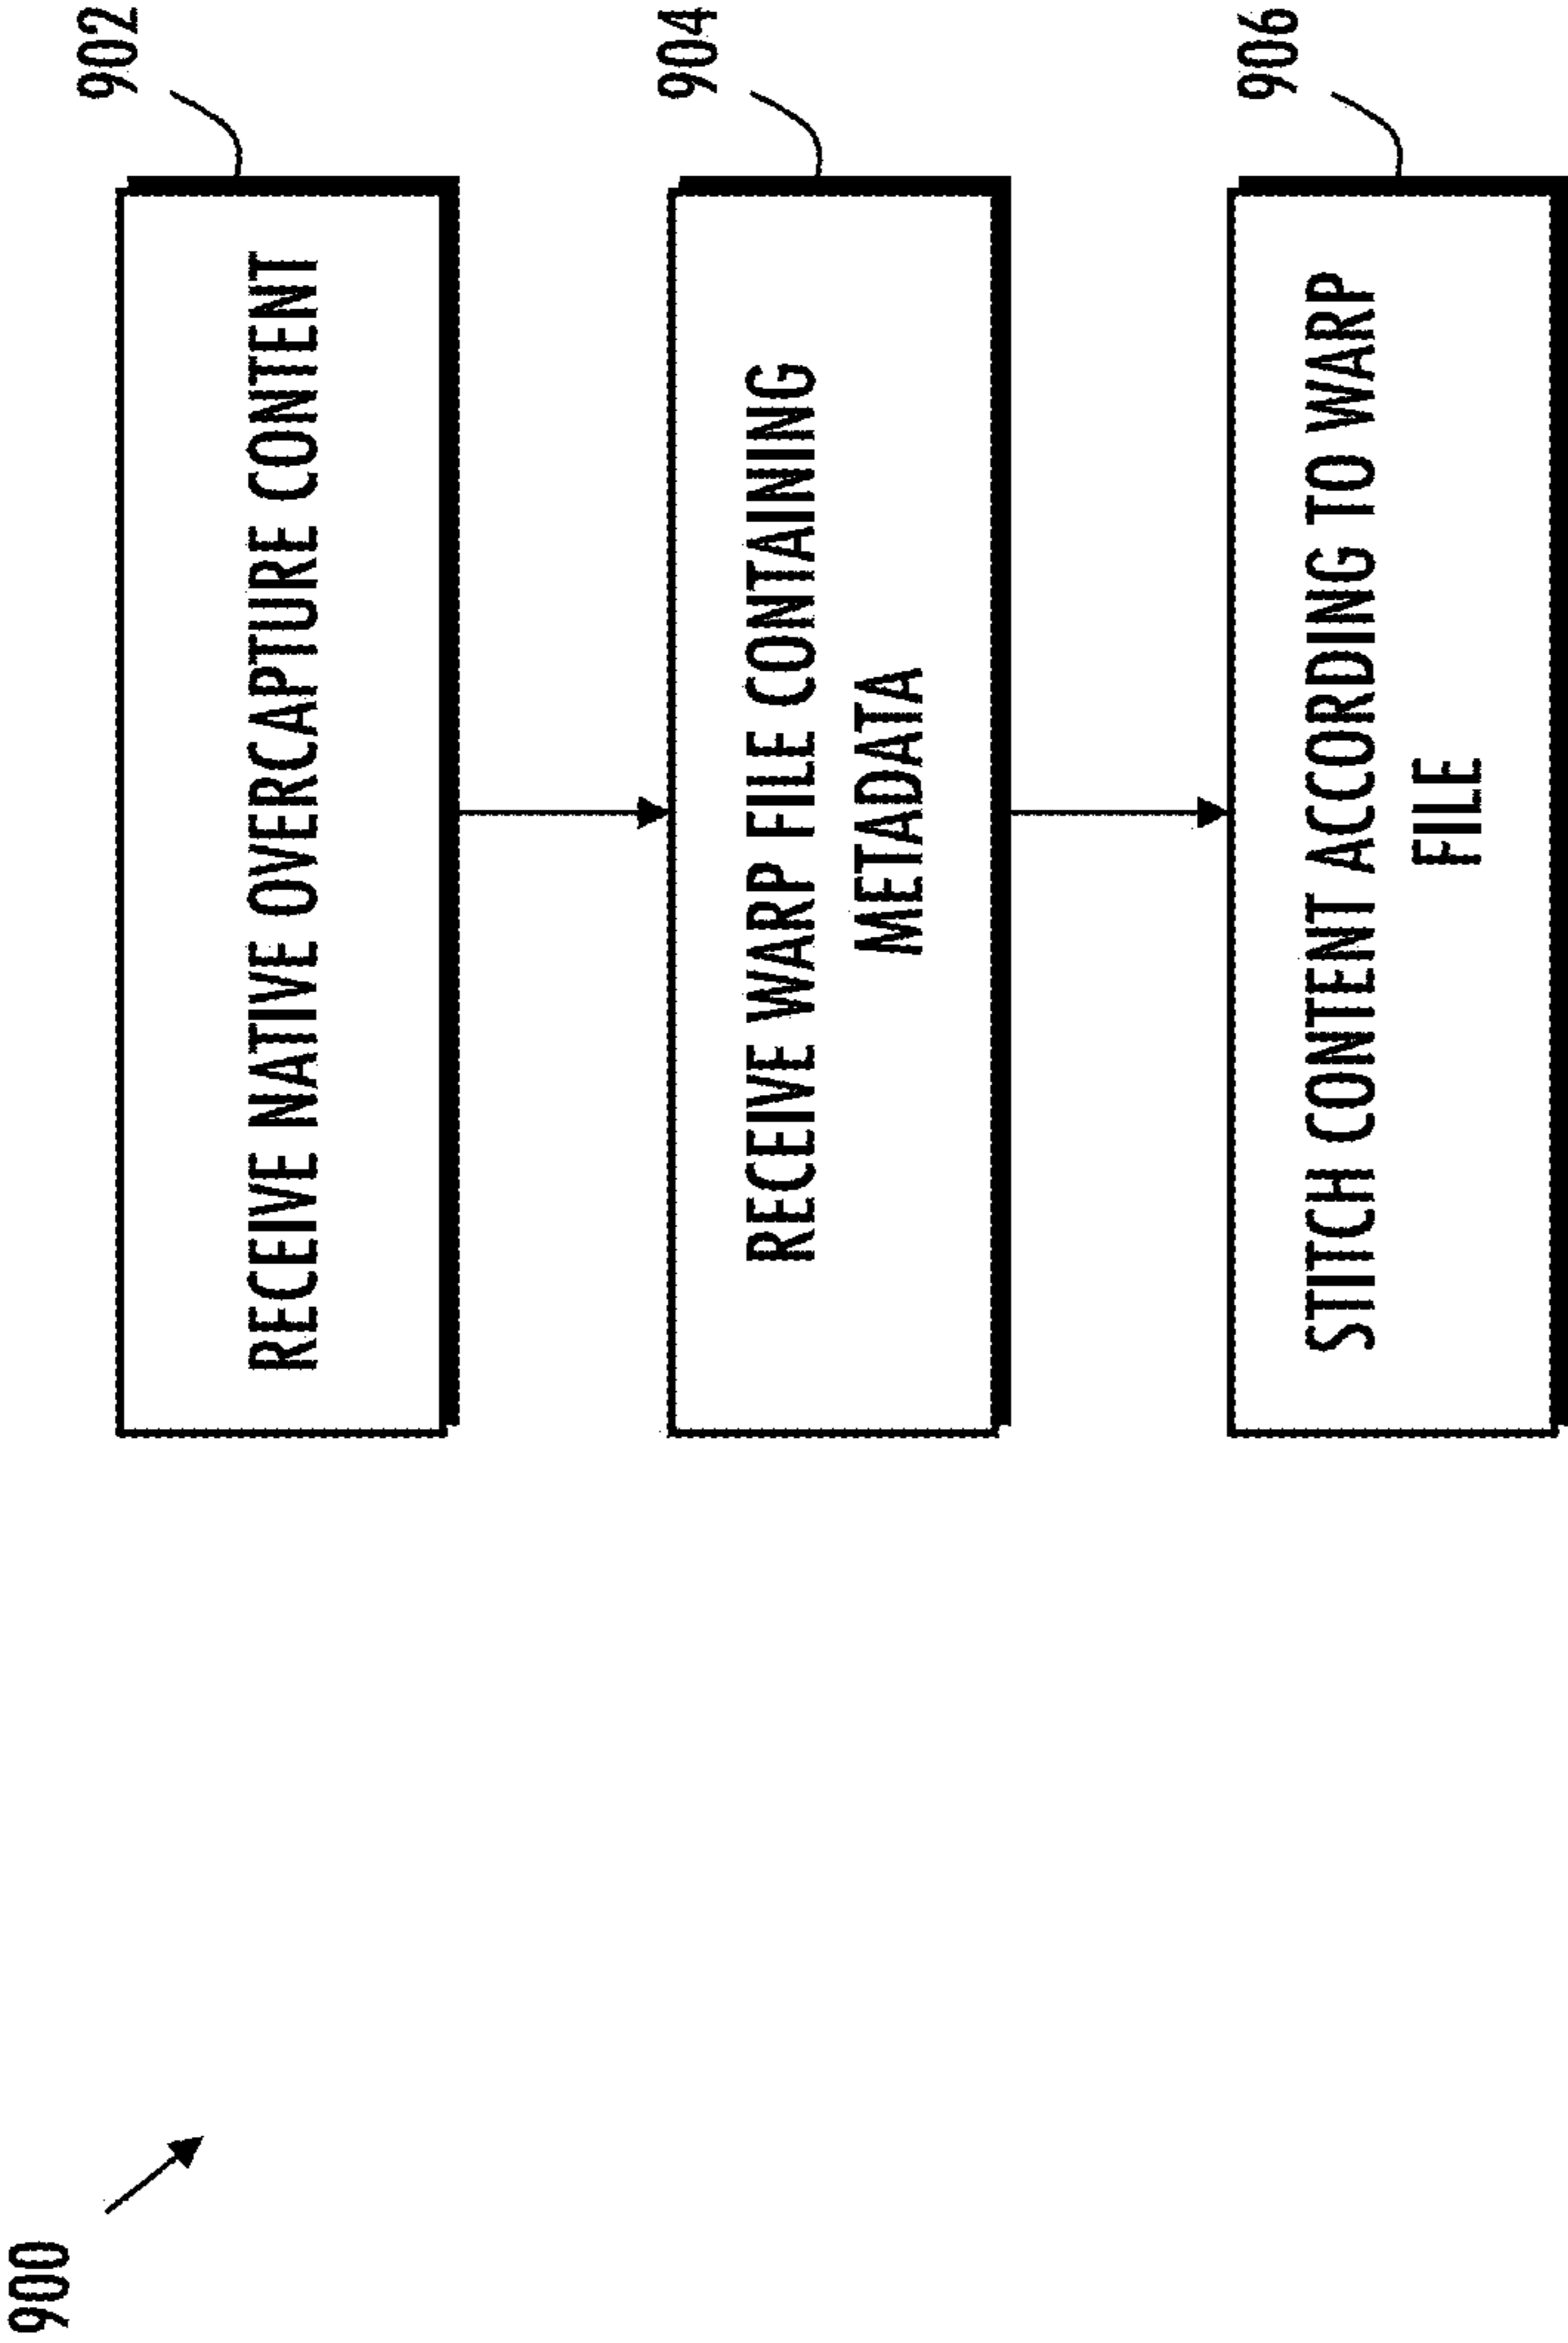 900
902
RECEIVE NATIVE OVERCAPTURE CONTENT
904
RECEIVE WARP FILE CONTAINING
METADATA
906
STITCH CONTENT ACCORDING TO WARP
FILE